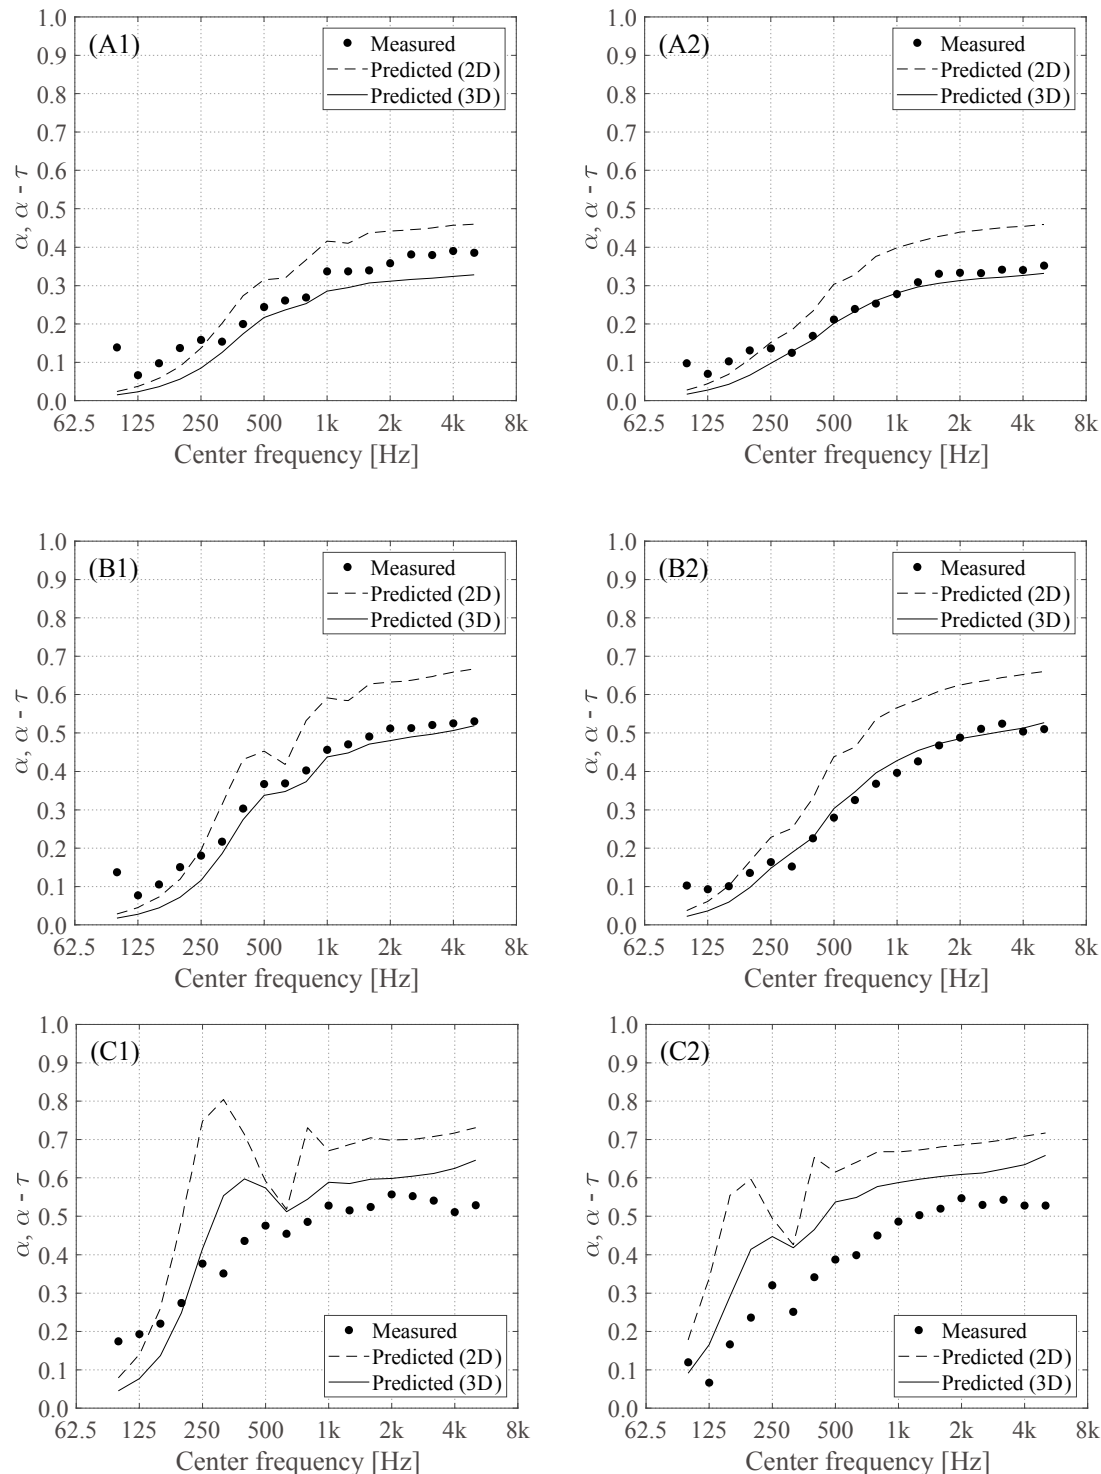 (A1)
Measured
Predicted (2D)
Predicted (3D)
1.0
0.9
0.8
0.7
0.6
0.5
0.4
0.3
0.2
0.1
0.0
α, α - τ
62.5 125 250 500 1k 2k 4k 8k
Center frequency [Hz]
(A2)
Measured
Predicted (2D)
Predicted (3D)
1.0
0.9
0.8
0.7
0.6
0.5
0.4
0.3
0.2
0.1
0.0
α, α - τ
62.5 125 250 500 1k 2k 4k 8k
Center frequency [Hz]
(B1)
Measured
Predicted (2D)
Predicted (3D)
1.0
0.9
0.8
0.7
0.6
0.5
0.4
0.3
0.2
0.1
0.0
α, α - τ
62.5 125 250 500 1k 2k 4k 8k
Center frequency [Hz]
(B2)
Measured
Predicted (2D)
Predicted (3D)
1.0
0.9
0.8
0.7
0.6
0.5
0.4
0.3
0.2
0.1
0.0
α, α - τ
62.5 125 250 500 1k 2k 4k 8k
Center frequency [Hz]
(C1)
1.0
0.9
0.8
0.7
0.6
0.5
0.4
0.3
0.2
0.1
0.0
α, α - τ
Measured
Predicted (2D)
Predicted (3D)
62.5 125 250 500 1k 2k 4k 8k
Center frequency [Hz]
(C2)
1.0
0.9
0.8
0.7
0.6
0.5
0.4
0.3
0.2
0.1
0.0
α, α - τ
Measured
Predicted (2D)
Predicted (3D)
62.5 125 250 500 1k 2k 4k 8k
Center frequency [Hz]